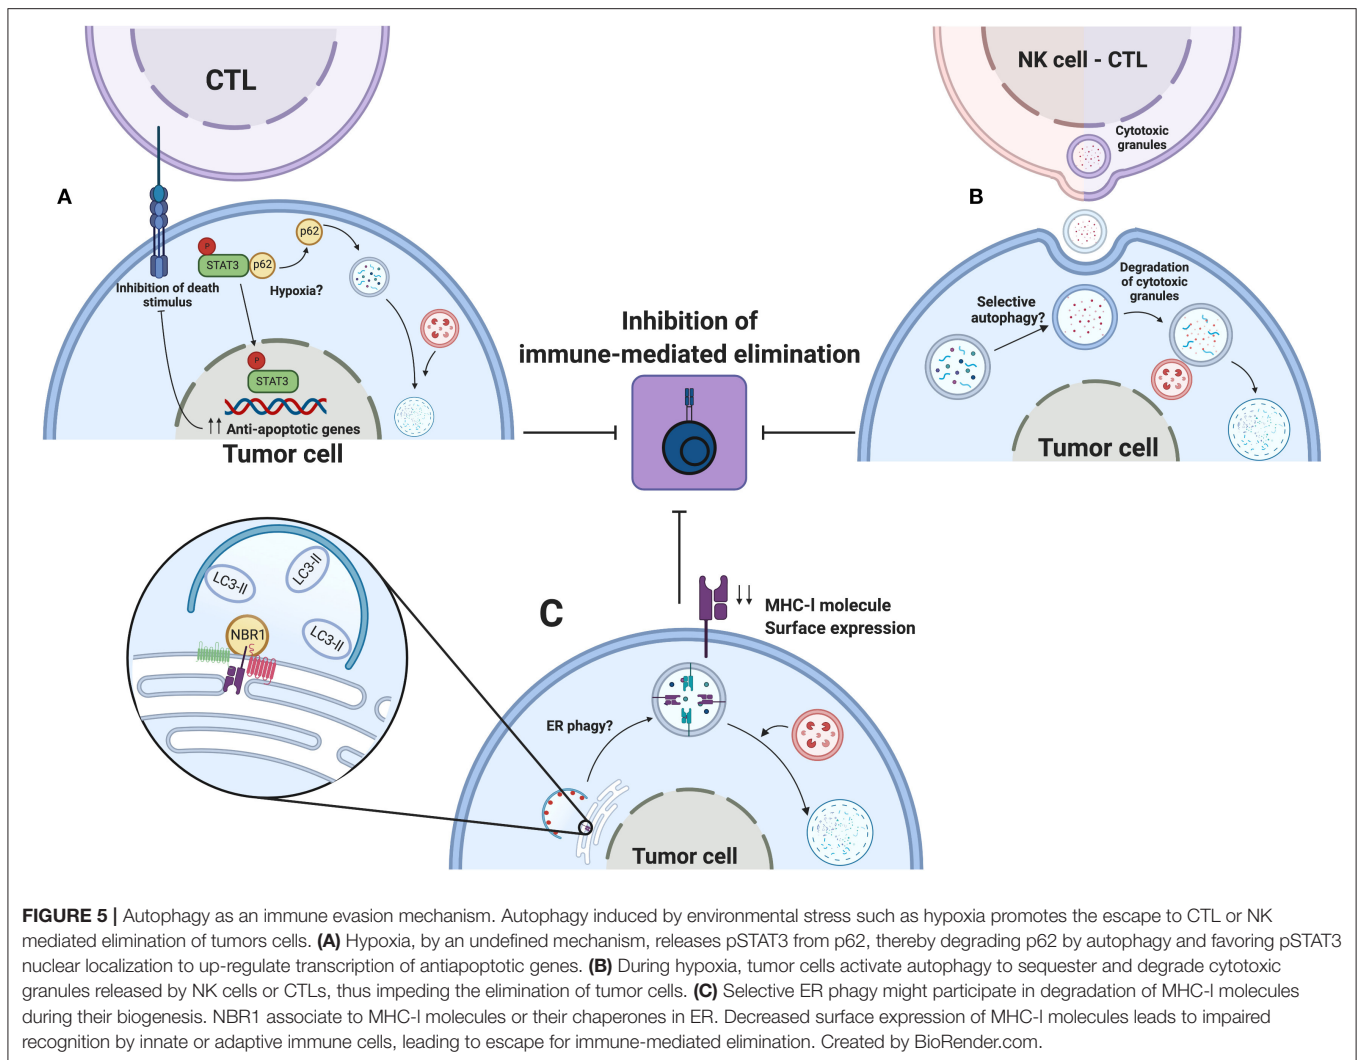 CTL
NK cell - CTL
Cytotoxic
granules
A
B
P
STAT3
p62
p62
Hypoxia?
Inhibition of death
stimulus
P
STAT3
↑↑ Anti-apoptotic genes
Tumor cell
Degradation
of cytotoxic
granules
Selective
autophagy?
Tumor cell
Inhibition of
immune-mediated elimination
LC3-II
LC3-II
LC3-II
NBR1
C
↓↓ MHC-I molecule
Surface expression
ER phagy?
Tumor cell
FIGURE 5 | Autophagy as an immune evasion mechanism. Autophagy induced by environmental stress such as hypoxia promotes the escape to CTL or NK
mediated elimination of tumors cells. (A) Hypoxia, by an undefined mechanism, releases pSTAT3 from p62, thereby degrading p62 by autophagy and favoring pSTAT3
nuclear localization to up-regulate transcription of antiapoptotic genes. (B) During hypoxia, tumor cells activate autophagy to sequester and degrade cytotoxic
granules released by NK cells or CTLs, thus impeding the elimination of tumor cells. (C) Selective ER phagy might participate in degradation of MHC-I molecules
during their biogenesis. NBR1 associate to MHC-I molecules or their chaperones in ER. Decreased surface expression of MHC-I molecules leads to impaired
recognition by innate or adaptive immune cells, leading to escape for immune-mediated elimination. Created by BioRender.com.